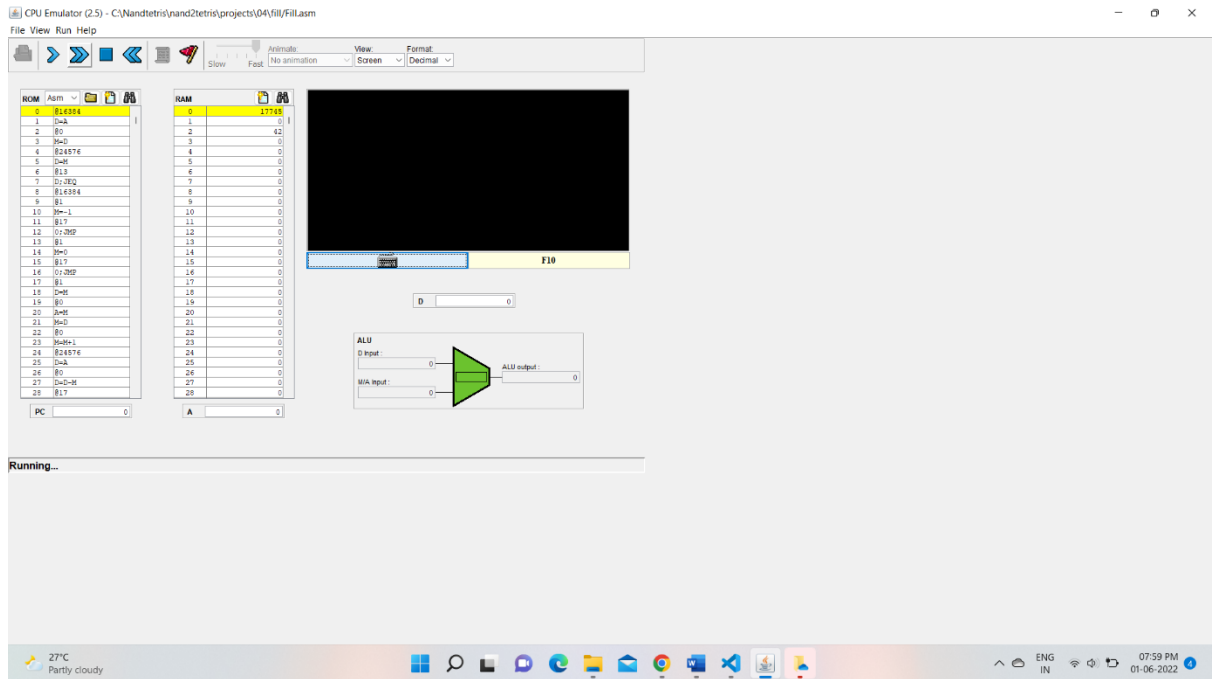 CPU Emulator (2.5) - C:\Nandtetris\nand2tetris\projects\04\fill/Fill.asm
File View Run Help
Animate: View: Format:
Slow Fast No animation Screen Decimal
ROM Asm RAM
0 @16384 0 17745
1 D=A 1 0
2 @0 2 42
3 M=D 3 0
4 @24576 4 0
5 D=M 5 0
6 @13 6 0
7 D;JEQ 7 0
8 @16384 8 0
9 @1 9 0
10 M=-1 10 0
11 @17 11 0
12 0;JMP 12 0
13 @1 13 0
14 M=0 14 0
15 @17 15 0
16 0;JMP 16 0
17 @1 17 0
18 D=M 18 0
19 @0 19 0
20 A=M 20 0
21 M=D 21 0
22 @0 22 0
23 M=M+1 23 0
24 @24576 24 0
25 D=A 25 0
26 @0 26 0
27 D=D-M 27 0
28 @17 28 0
PC 0 A 0
F10
D 0
ALU
D Input :
0
ALU output :
0
M/A Input :
0
Running...
27°C
Partly cloudy
ENG
IN
07:59 PM
01-06-2022
4